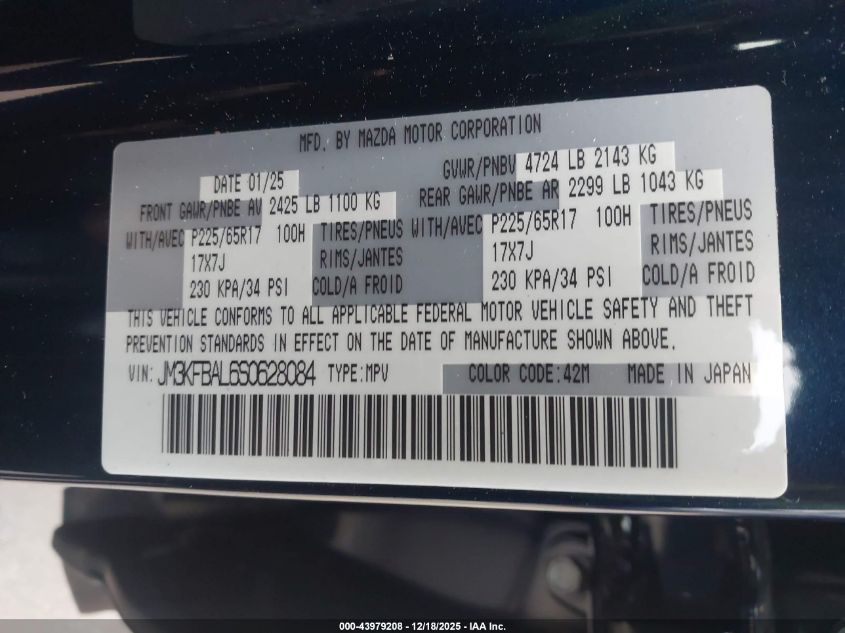 MFD. BY MAZDA MOTOR CORPORATION
DATE 01/25 GVWR/PNBV 4724 LB 2143 KG
FRONT GAWR/PNBE AV 2425 LB 1100 KG REAR GAWR/PNBE AR 2299 LB 1043 KG
WITH/AVEC P225/65R17 100H TIRES/PNEUS WITH/AVEC P225/65R17 100H TIRES/PNEUS
17X7J RIMS/JANTES 17X7J RIMS/JANTES
230 KPA/34 PSI COLD/A FROID 230 KPA/34 PSI COLD/A FROID
THIS VEHICLE CONFORMS TO ALL APPLICABLE FEDERAL MOTOR VEHICLE SAFETY AND THEFT
PREVENTION STANDARDS IN EFFECT ON THE DATE OF MANUFACTURE SHOWN ABOVE.
VIN: JM3KFBAL6S0628084 TYPE:MPV COLOR CODE:42M MADE IN JAPAN
000-43979208 - 12/18/2025 - IAA Inc.